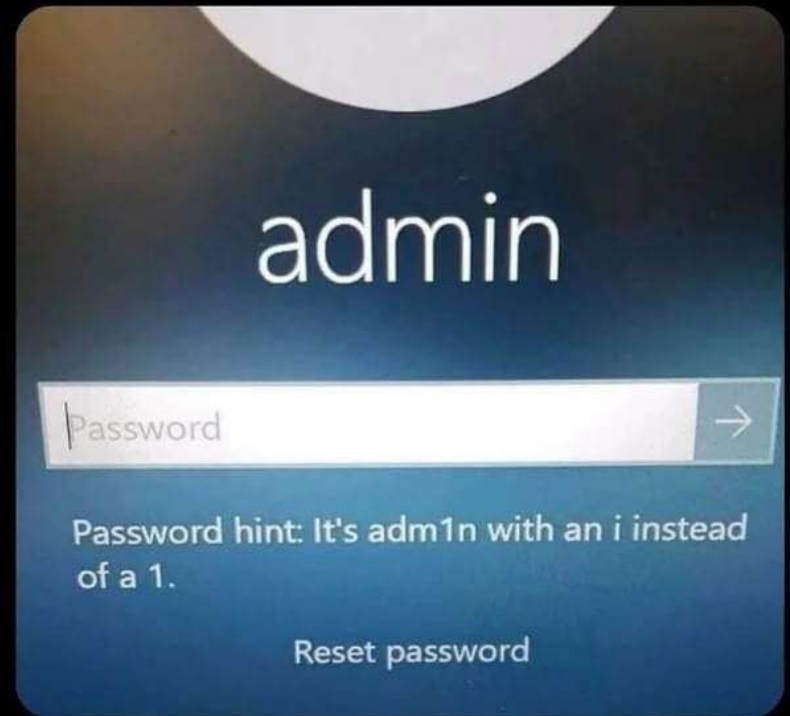 admin
Password
Password hint: It's adm1n with an i instead
of a 1.
Reset password